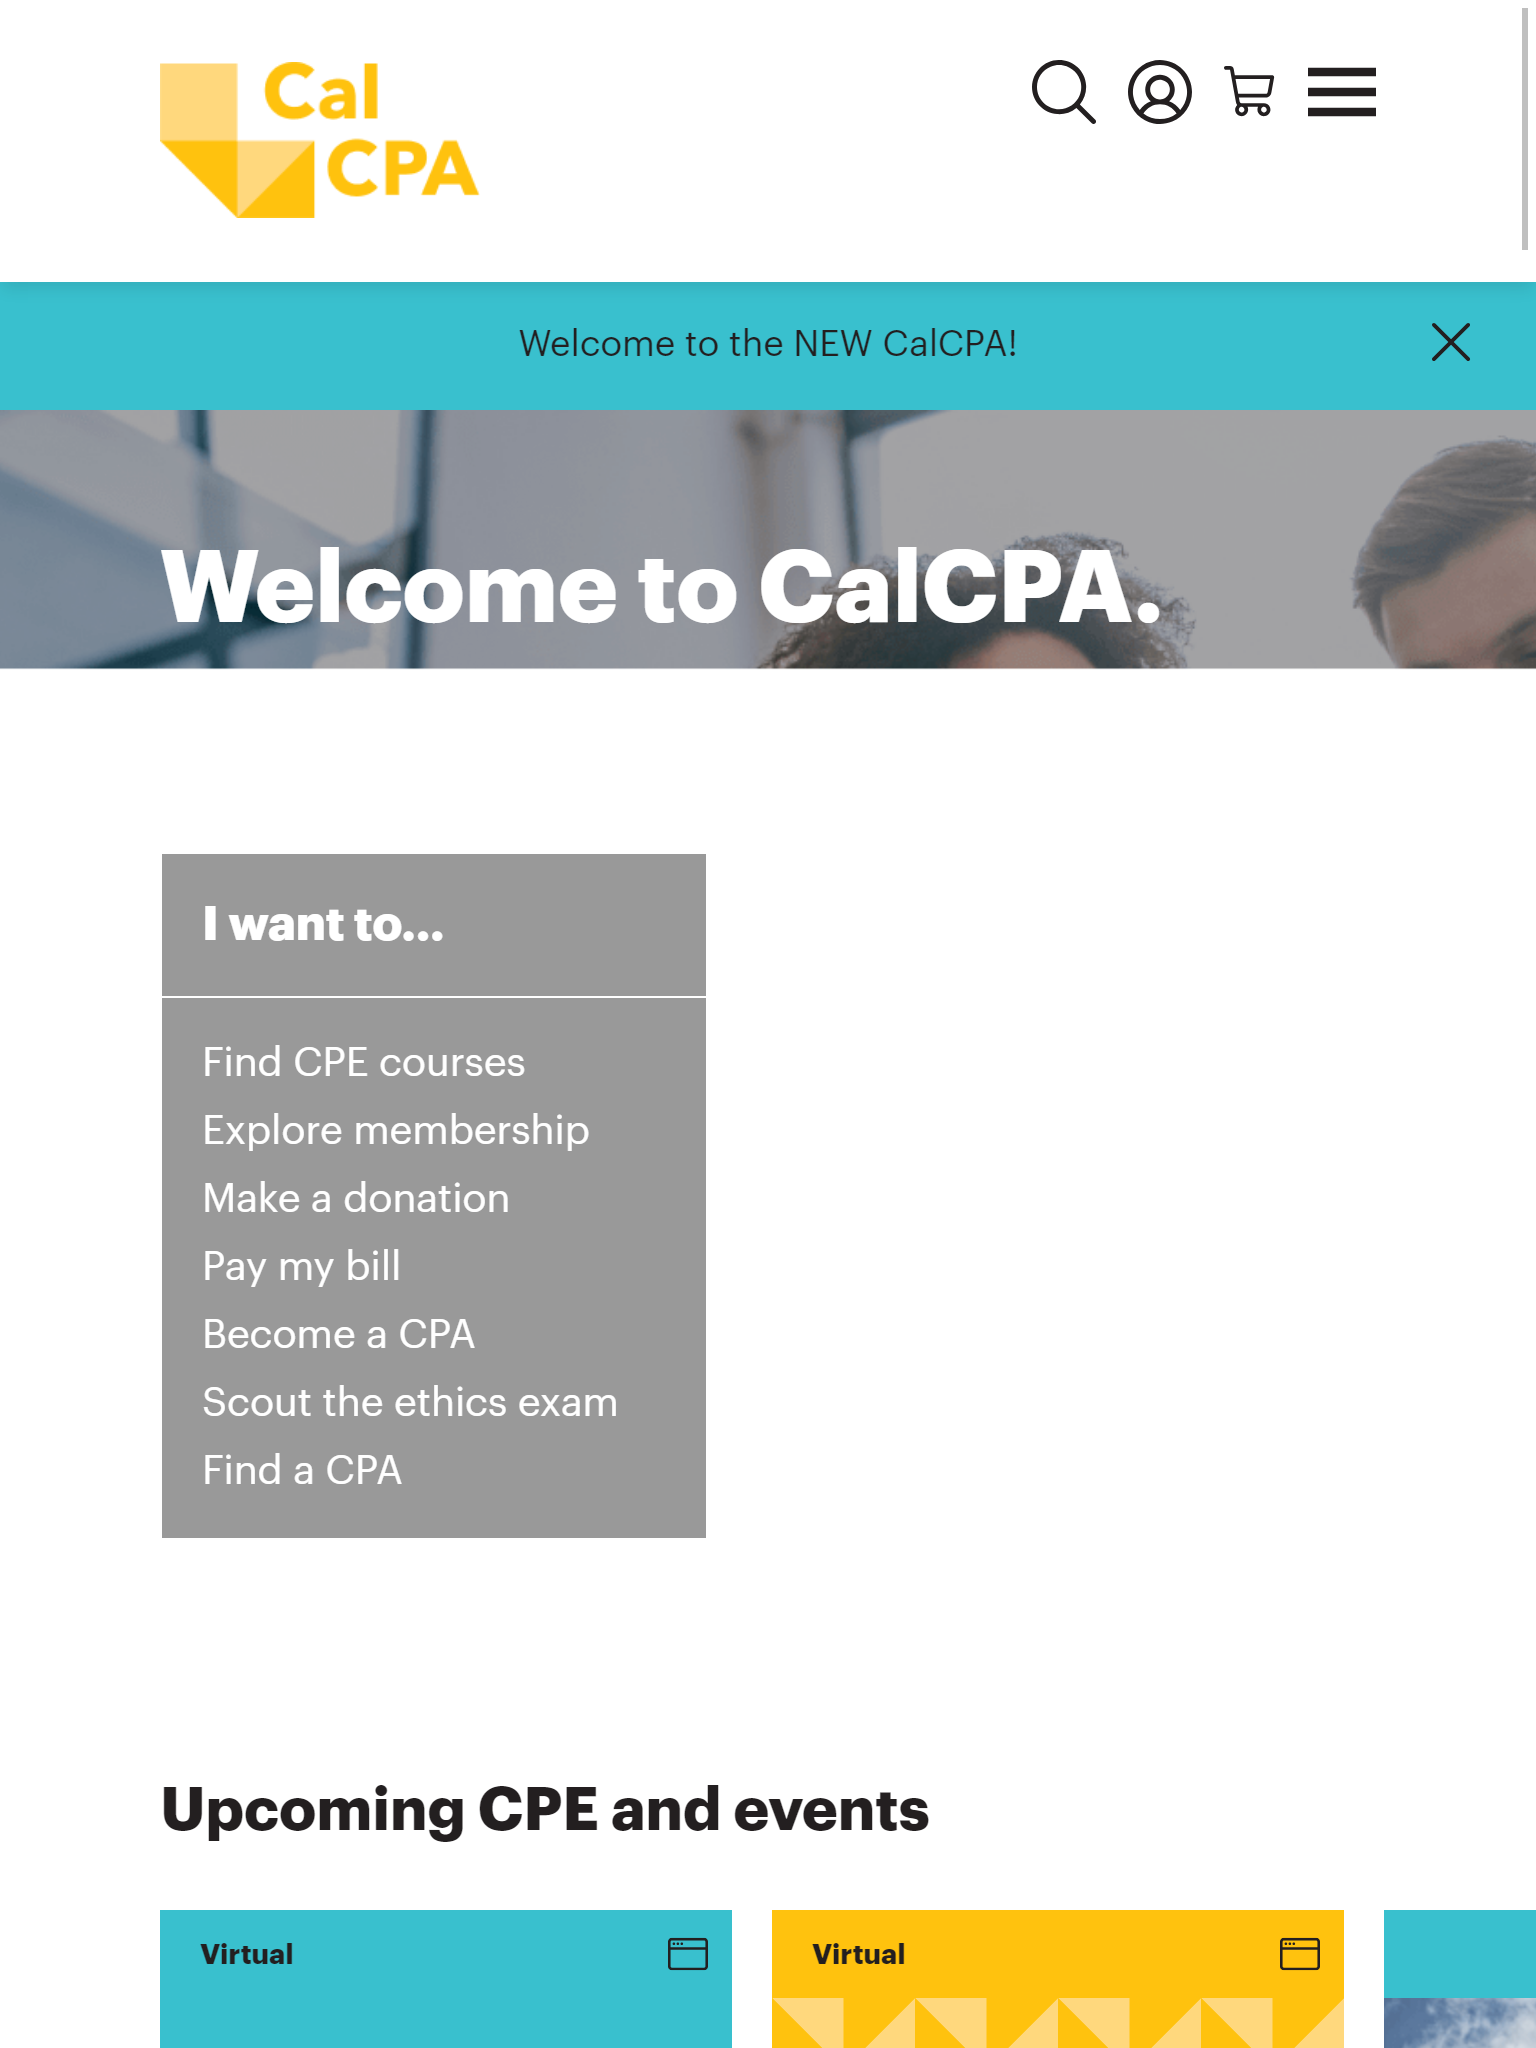 Cal
CPA
Welcome to the NEW CalCPA!
Welcome to CalCPA.
I want to...
Find CPE courses
Explore membership
Make a donation
Pay my bill
Become a CPA
Scout the ethics exam
Find a CPA
Upcoming CPE and events
Virtual
Virtual